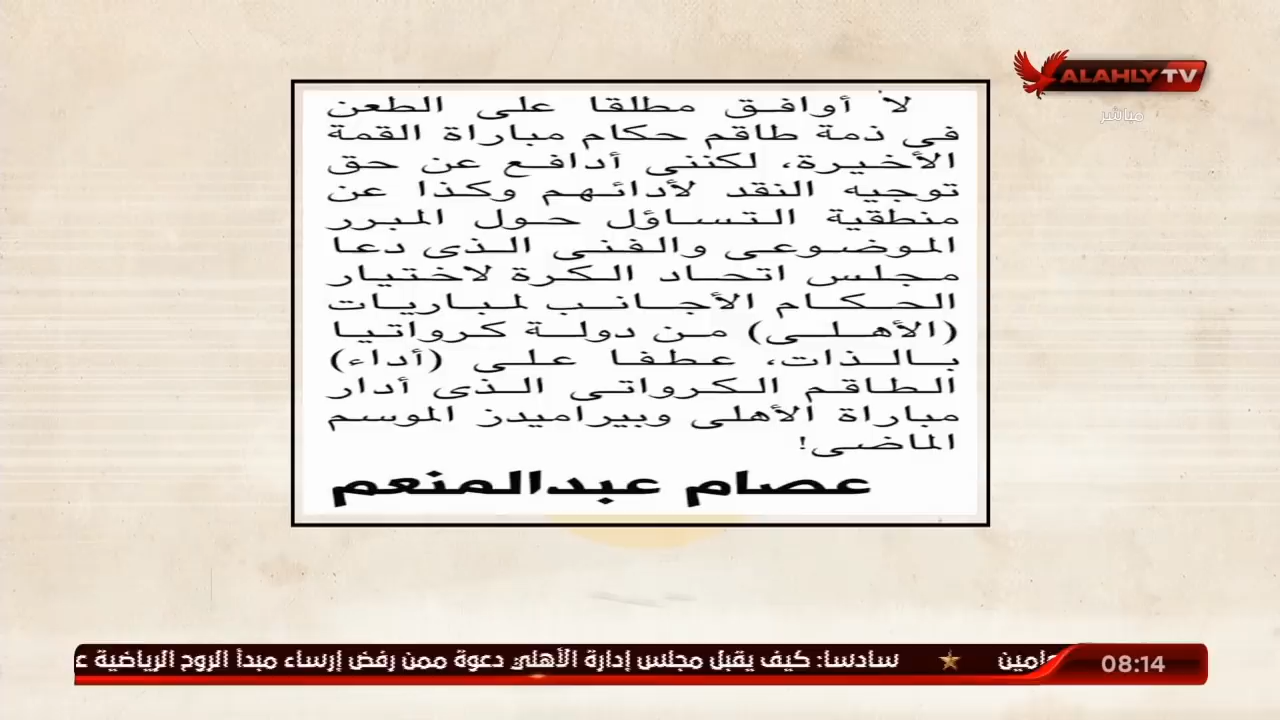 ALAHLY TV
مباشر
لا أوافق مطلقا على الطعن
فى ذمة طاقم حكام مباراة القمة
الأخيرة، لكننى أدافع عن حق
توجيه النقد لأدائهم وكذا عن
منطقية التساؤل حول المبرر
الموضوعى والفنى الذى دعا
مجلس اتحاد الكرة لاختيار
الحكام الأجانب لمباريات
(الأهلى) من دولة كرواتيا
بالذات، عطفا على (أداء)
الطاقم الكرواتى الذى أدار
مباراة الأهلى وبيراميدز الموسم
الماضى!
عصام عبدالمنعم
08:14
سادسا: كيف يقبل مجلس إدارة الأهلي دعوة ممن رفض إرساء مبدأ الروح الرياضية